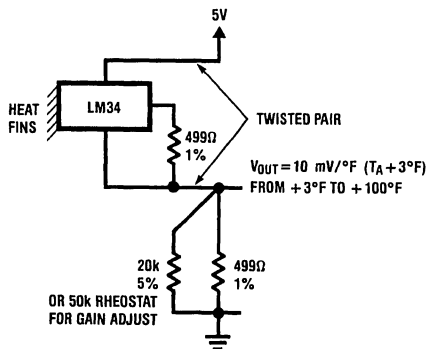 5V
LM34
HEAT
FINS
TWISTED PAIR
499Ω
1%
VOUT = 10 mV/°F (TA + 3°F)
FROM + 3°F TO + 100°F
20k
5%
499Ω
1%
OR 50k RHEOSTAT
FOR GAIN ADJUST